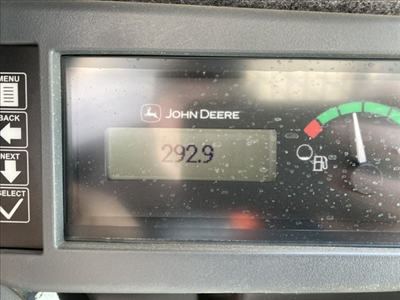 MENU
BACK
NEXT
SELECT
JOHN DEERE
292.9